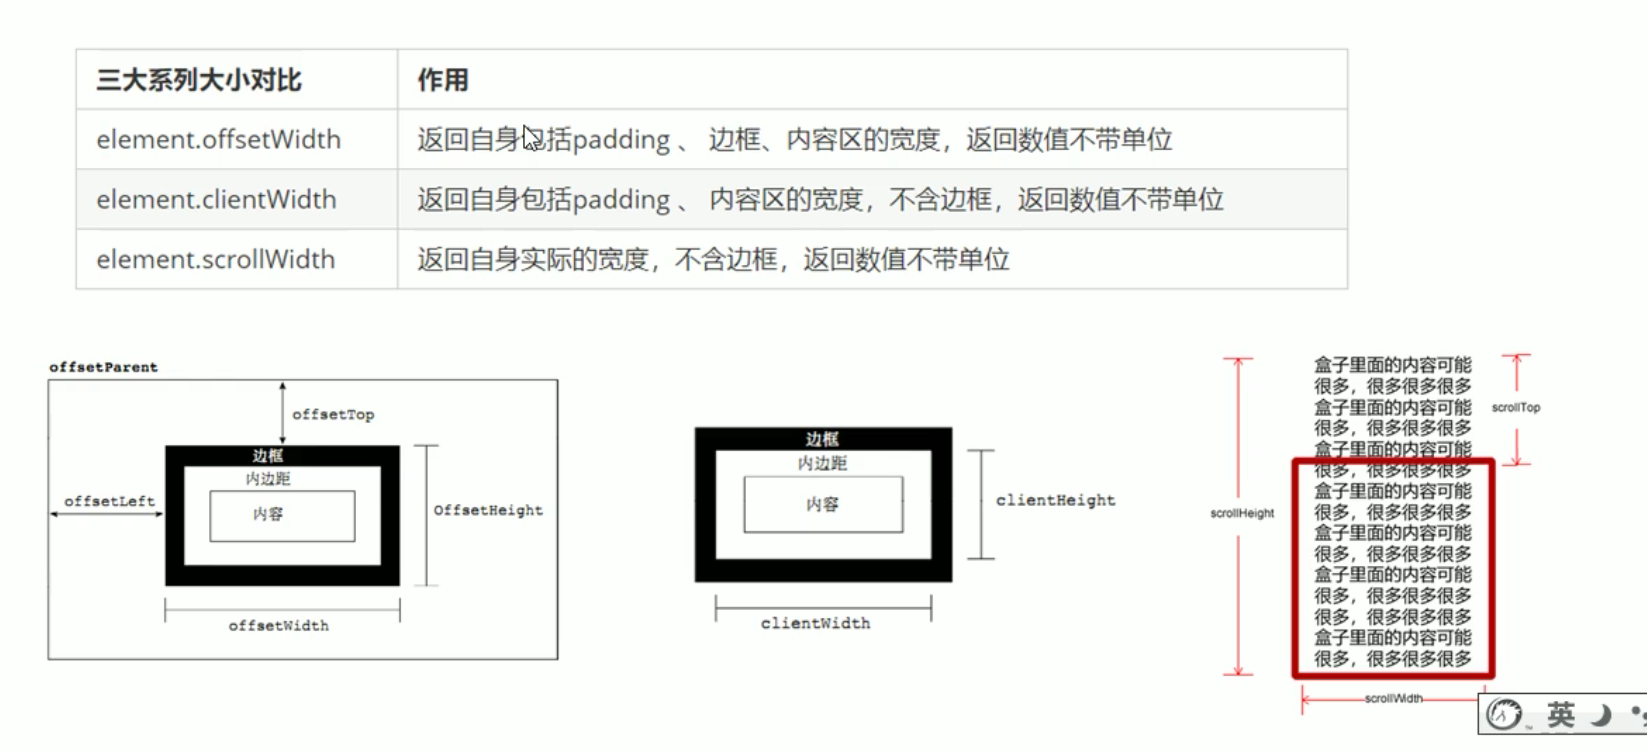 三大系列大小对比 作用
element.offsetWidth 返回自身包括padding 、 边框、内容区的宽度，返回数值不带单位
element.clientWidth 返回自身包括padding 、 内容区的宽度，不含边框，返回数值不带单位
element.scrollWidth 返回自身实际的宽度，不含边框，返回数值不带单位
offsetParent
offsetTop
边框
内边距
offsetLeft
内容
OffsetHeight
offsetWidth
边框
内边距
内容
clientHeight
clientWidth
盒子里面的内容可能
很多，很多很多很多
盒子里面的内容可能
很多，很多很多很多
盒子里面的内容可能
很多，很多很多很多
盒子里面的内容可能
很多，很多很多很多
盒子里面的内容可能
很多，很多很多很多
盒子里面的内容可能
很多，很多很多很多
很多，很多很多很多
盒子里面的内容可能
很多，很多很多很多
scrollTop
scrollHeight
scrollWidth
英